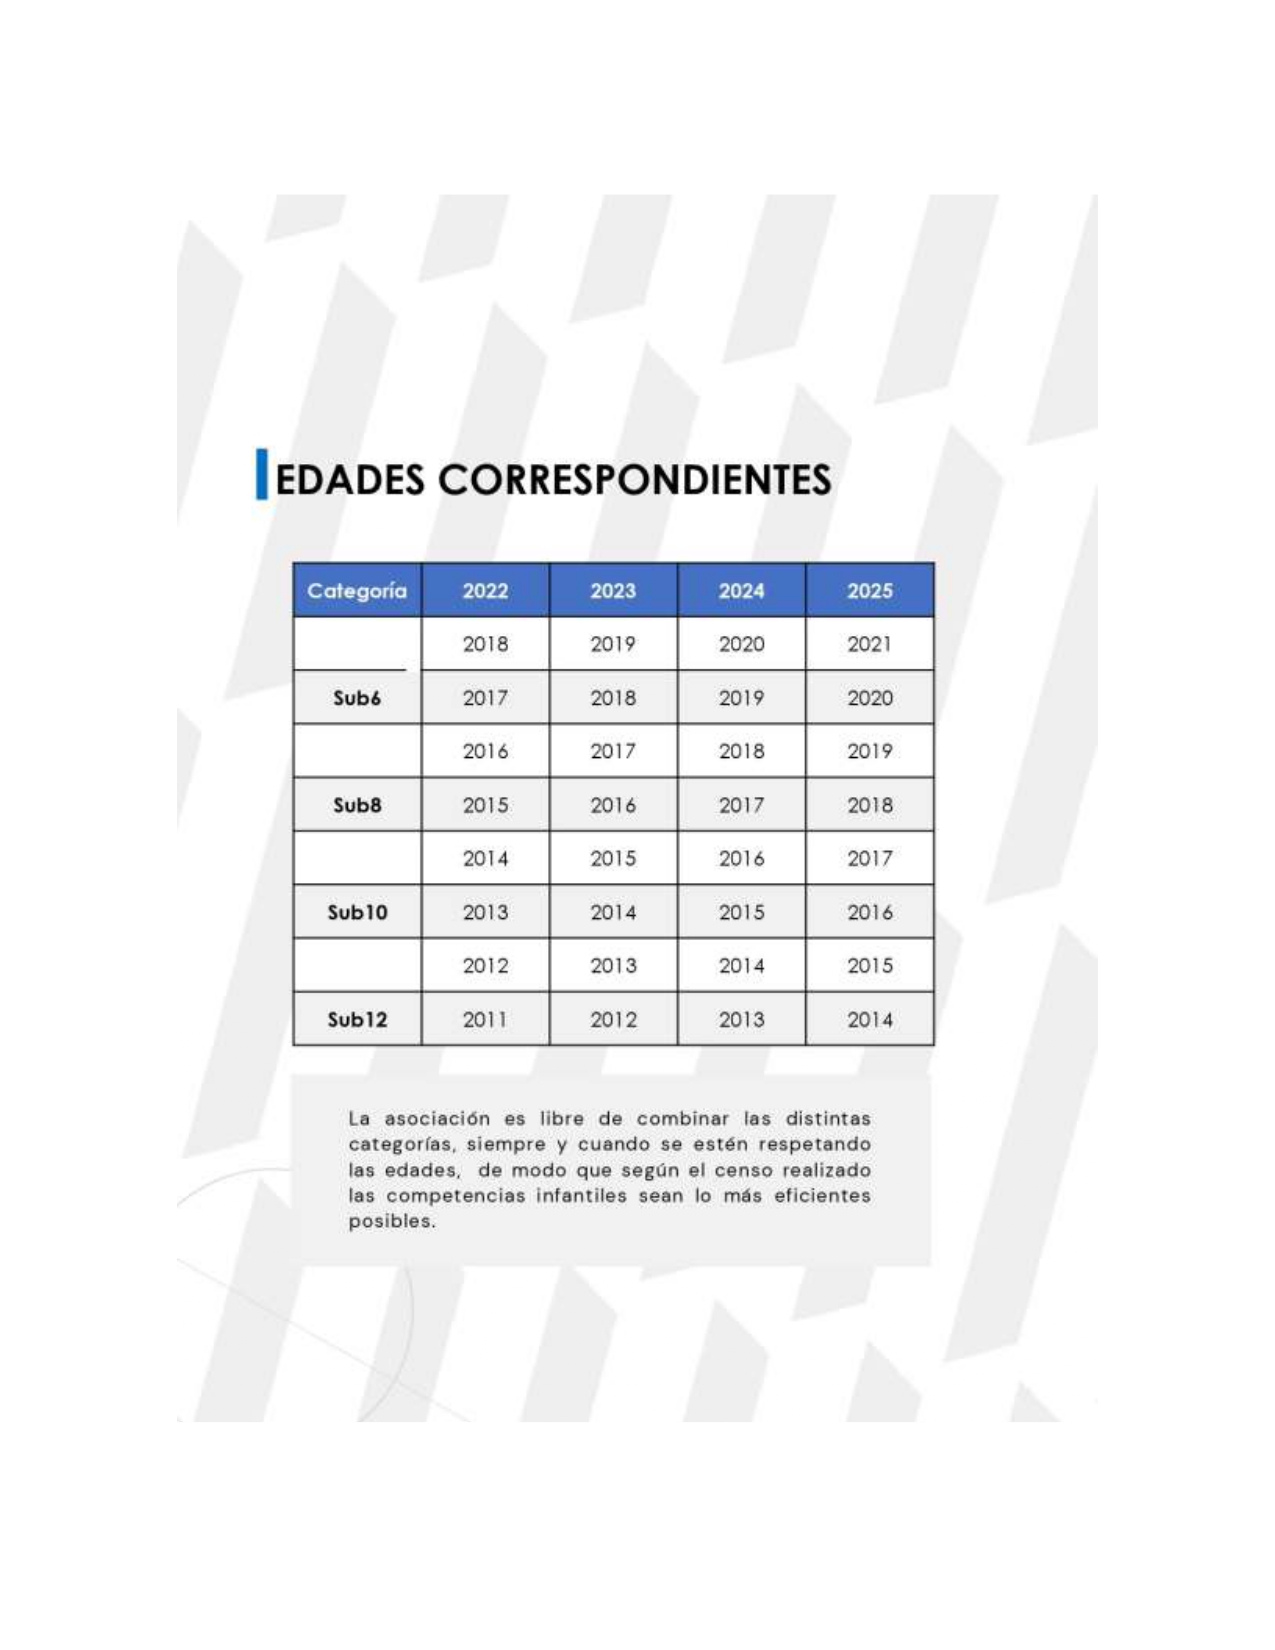 EDADES CORRESPONDIENTES
Categoría 2022 2023 2024 2025
2018 2019 2020 2021
Sub6 2017 2018 2019 2020
2016 2017 2018 2019
Sub8 2015 2016 2017 2018
2014 2015 2016 2017
Sub10 2013 2014 2015 2016
2012 2013 2014 2015
Sub12 2011 2012 2013 2014
La asociación es libre de combinar las distintas
categorías, siempre y cuando se estén respetando
las edades, de modo que según el censo realizado
las competencias infantiles sean lo más eficientes
posibles.